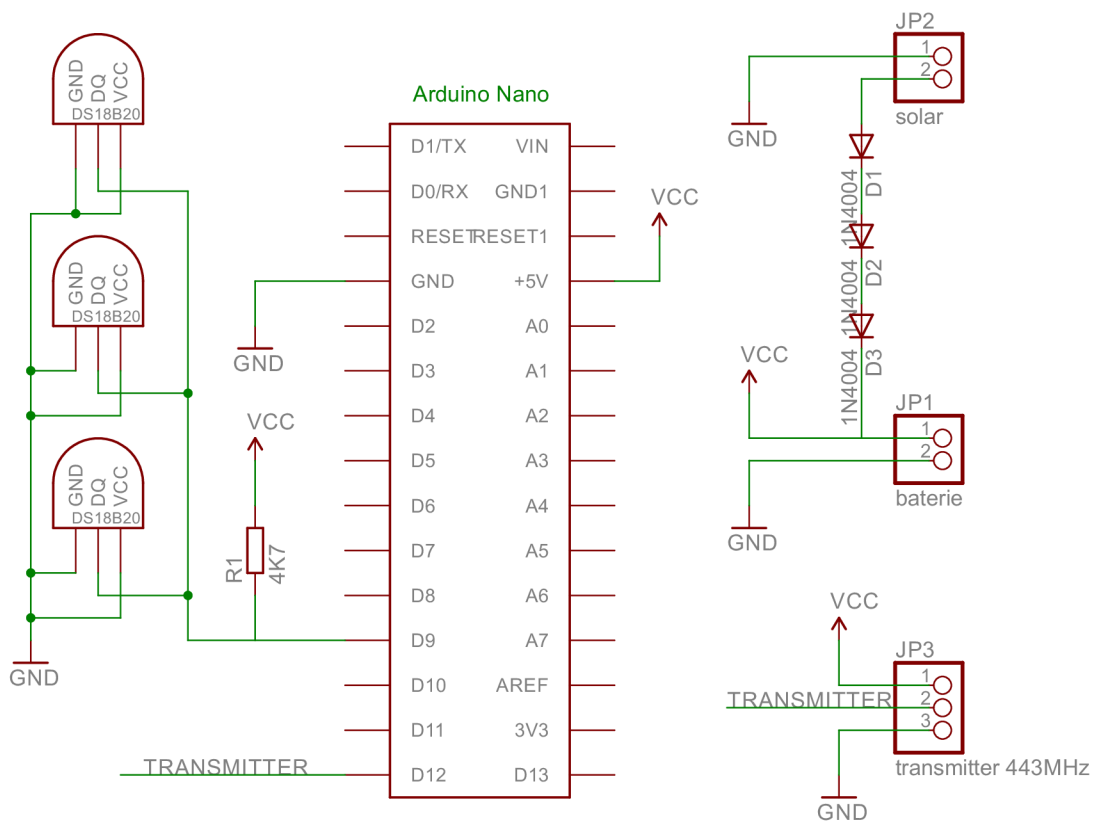 GND
DQ
VCC
DS18B20
GND
DQ
VCC
DS18B20
GND
DQ
VCC
DS18B20
GND
GND
VCC
R1
4K7
TRANSMITTER
Arduino Nano
D1/TX VIN
D0/RX GND1
RESET RESET1
GND +5V
D2 A0
D3 A1
D4 A2
D5 A3
D6 A4
D7 A5
D8 A6
D9 A7
D10 AREF
D11 3V3
D12 D13
VCC
JP2
1
2
solar
GND
1N4004
D1
1N4004
D2
1N4004
D3
VCC
JP1
1
2
baterie
GND
VCC
JP3
TRANSMITTER
1
2
3
transmitter 443MHz
GND